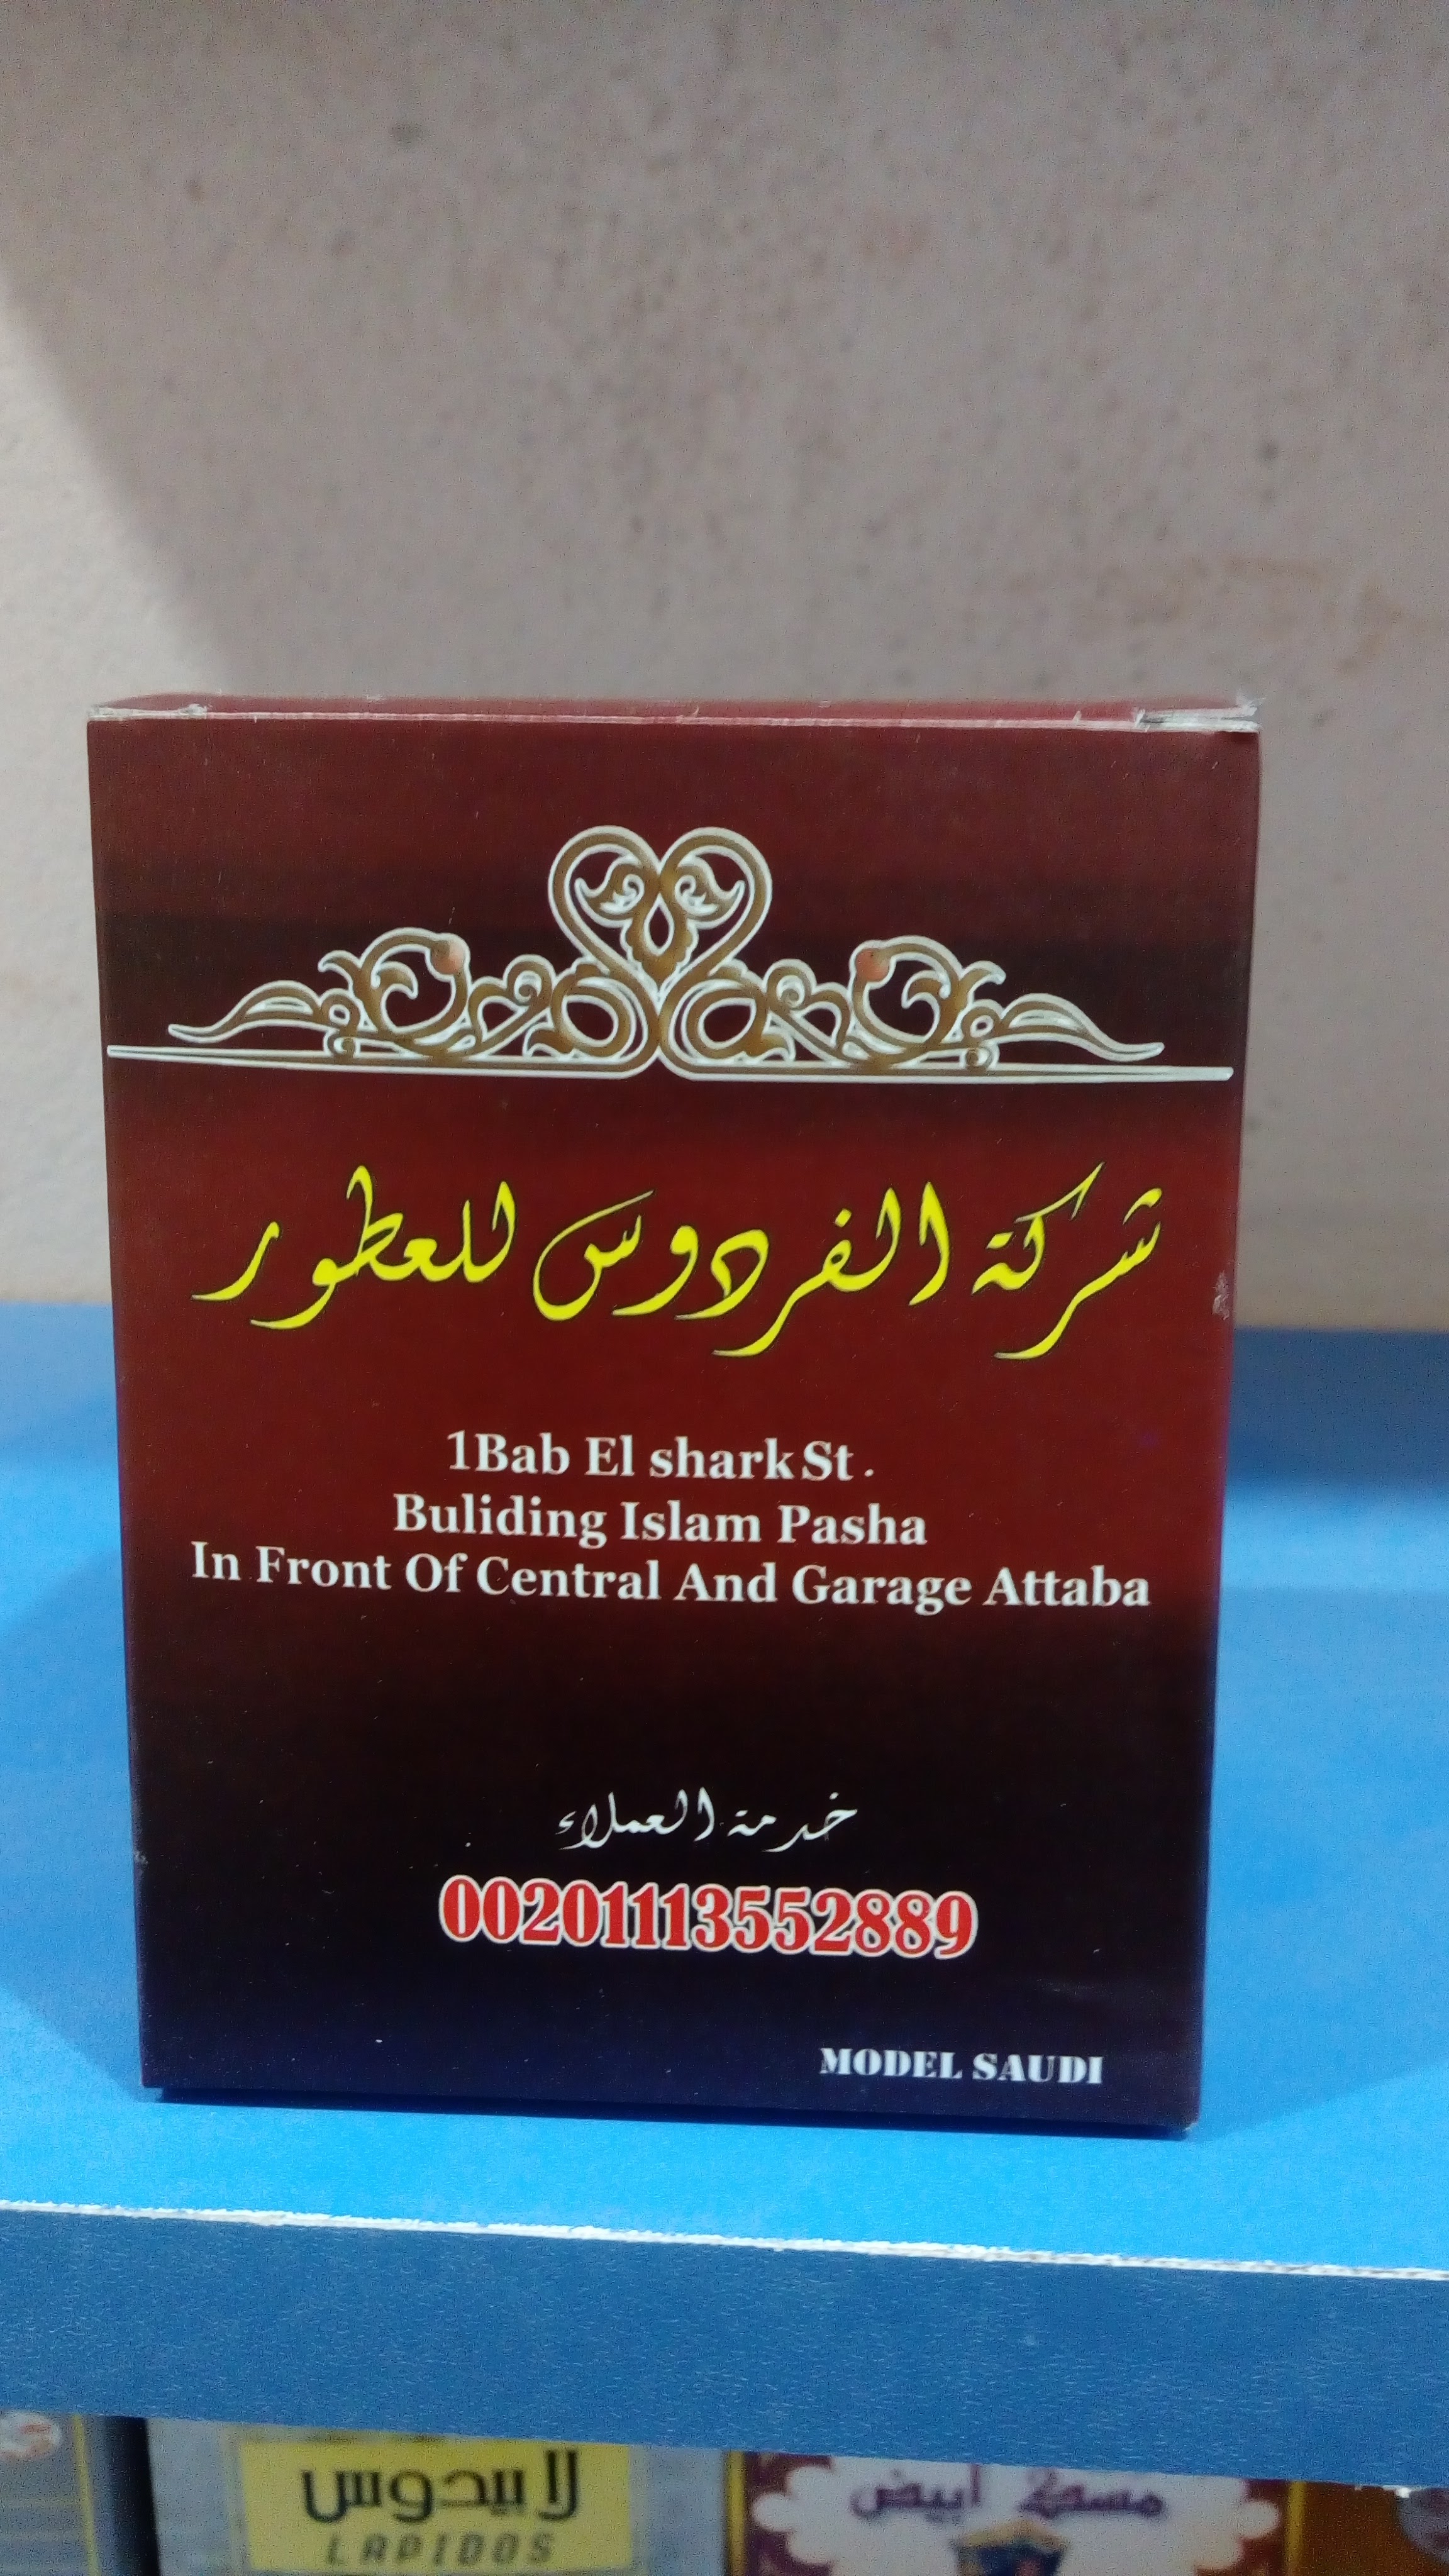 شركة الفردوس للعطور
1Bab El shark St .
Buliding Islam Pasha
In Front Of Central And Garage Attaba
خدمة العملاء
00201113552889
MODEL SAUDI
لابيدوس
LAPIDOS
مسك أبيض